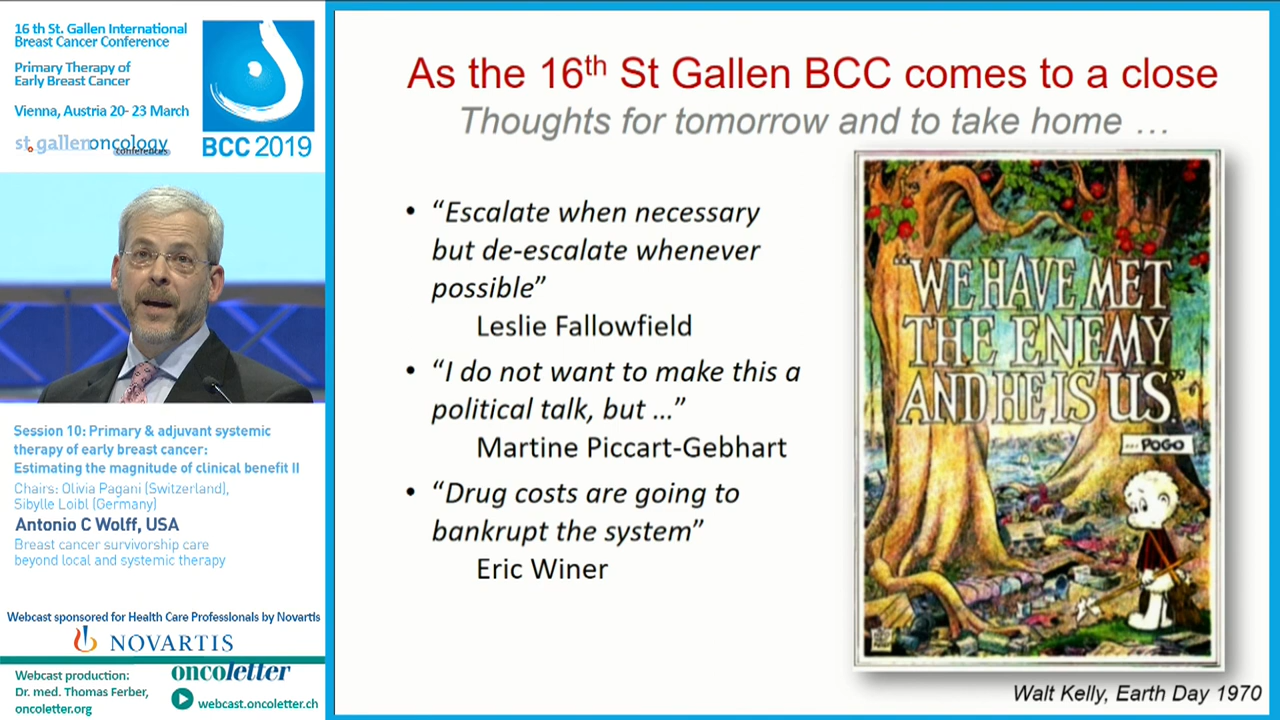 16 th St. Gallen International
Breast Cancer Conference
Primary Therapy of
Early Breast Cancer
Vienna, Austria 20- 23 March
st.gallenoncology
conferences
BCC 2019
Session 10: Primary & adjuvant systemic
therapy of early breast cancer:
Estimating the magnitude of clinical benefit II
Chairs: Olivia Pagani (Switzerland),
Sibylle Loibl (Germany)
Antonio C Wolff, USA
Breast cancer survivorship care
beyond local and systemic therapy
Webcast sponsored for Health Care Professionals by Novartis
NOVARTIS
Webcast production:
Dr. med. Thomas Ferber,
oncoletter.org
oncoletter
webcast.oncoletter.ch
As the 16th St Gallen BCC comes to a close
Thoughts for tomorrow and to take home …
• “Escalate when necessary
but de-escalate whenever
possible”
Leslie Fallowfield
• “I do not want to make this a
political talk, but …”
Martine Piccart-Gebhart
• “Drug costs are going to
bankrupt the system”
Eric Winer
“WE HAVE MET
THE ENEMY
AND HE IS US.”
...POGO
Walt Kelly, Earth Day 1970